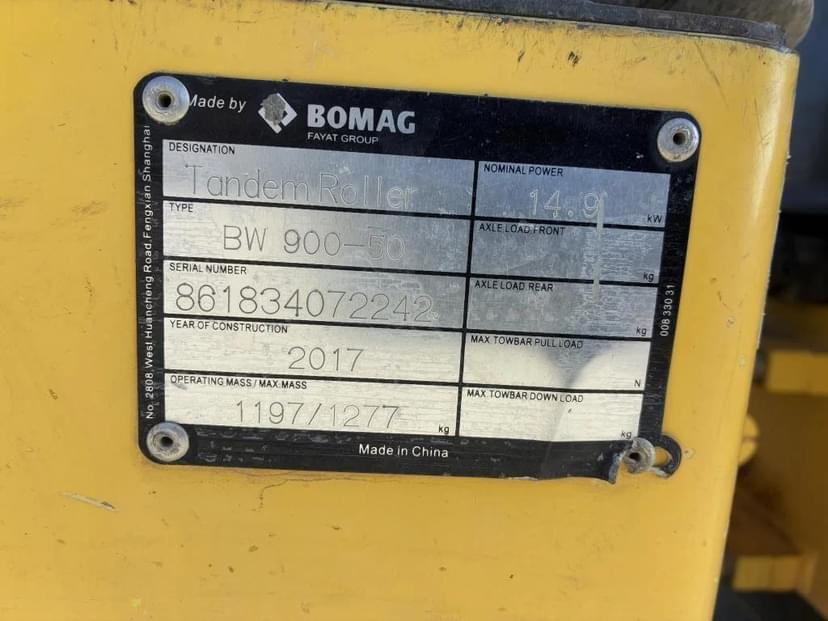 Made by BOMAG
FAYAT GROUP
DESIGNATION
Tandem Roller
NOMINAL POWER
14.9 kW
TYPE
BW 900-50
AXLE LOAD FRONT
kg
SERIAL NUMBER
861834072242
AXLE LOAD REAR
kg
YEAR OF CONSTRUCTION
2017
MAX TOWBAR PULL LOAD
N
OPERATING MASS / MAX.MASS
1197/1277 kg
MAX.TOWBAR DOWN LOAD
kg
Made in China
No. 2808.West Huancheng Road.Fengxian Shanghai
008 330 31